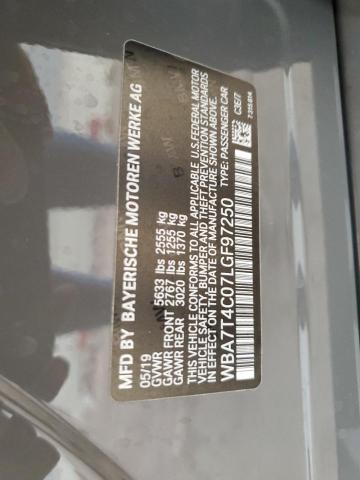 MFD BY BAYERISCHE MOTOREN WERKE AG
05/19
GVWR 5633 lbs 2555 kg
GAWR FRONT 2767 lbs 1255 kg
GAWR REAR 3020 lbs 1370 kg
THIS VEHICLE CONFORMS TO ALL APPLICABLE U.S. FEDERAL MOTOR
VEHICLE SAFETY, BUMPER AND THEFT PREVENTION STANDARDS
IN EFFECT ON THE DATE OF MANUFACTURE SHOWN ABOVE.
WBA7T4C07LGF97250 TYPE: PASSENGER CAR